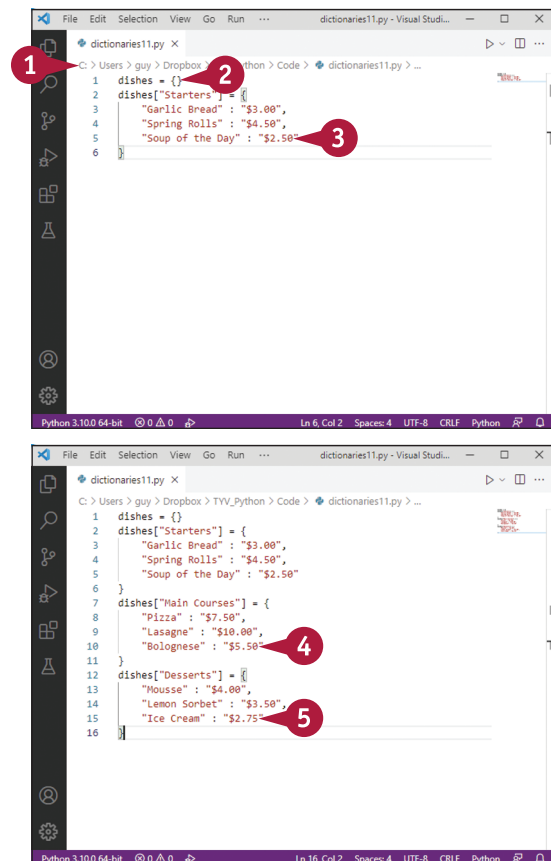 File Edit Selection View Go Run ··· dictionaries11.py - Visual Studi...
dictionaries11.py
1
C: > Users > guy > Dropbox > ython > Code > dictionaries11.py > ...
1 dishes = {}
2
2 dishes["Starters"] = {
3 "Garlic Bread" : "$3.00",
4 "Spring Rolls" : "$4.50",
5 "Soup of the Day" : "$2.50"
3
6 }
Python 3.10.0 64-bit 0 0 Ln 6, Col 2 Spaces: 4 UTF-8 CRLF Python
File Edit Selection View Go Run ··· dictionaries11.py - Visual Studi...
dictionaries11.py
C: > Users > guy > Dropbox > TYV_Python > Code > dictionaries11.py > ...
1 dishes = {}
2 dishes["Starters"] = {
3 "Garlic Bread" : "$3.00",
4 "Spring Rolls" : "$4.50",
5 "Soup of the Day" : "$2.50"
6 }
7 dishes["Main Courses"] = {
8 "Pizza" : "$7.50",
9 "Lasagne" : "$10.00",
10 "Bolognese" : "$5.50"
4
11 }
12 dishes["Desserts"] = {
13 "Mousse" : "$4.00",
14 "Lemon Sorbet" : "$3.50",
15 "Ice Cream" : "$2.75"
5
16 }
Python 3.10.0 64-bit 0 0 Ln 16, Col 2 Spaces: 4 UTF-8 CRLF Python